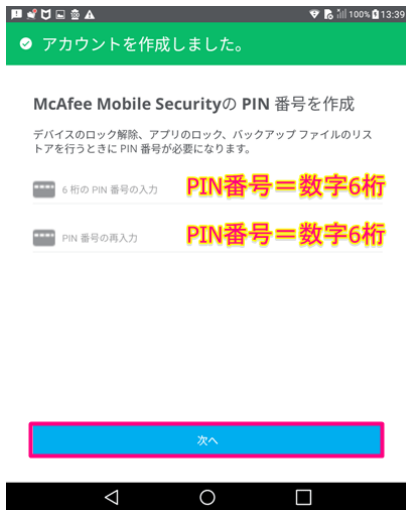 100% 13:39
アカウントを作成しました。
McAfee Mobile Securityの PIN 番号を作成
デバイスのロック解除、アプリのロック、バックアップ ファイルのリス
トアを行うときに PIN 番号が必要になります。
6 桁の PIN 番号の入力 PIN番号＝数字6桁
PIN 番号の再入力 PIN番号＝数字6桁
次へ